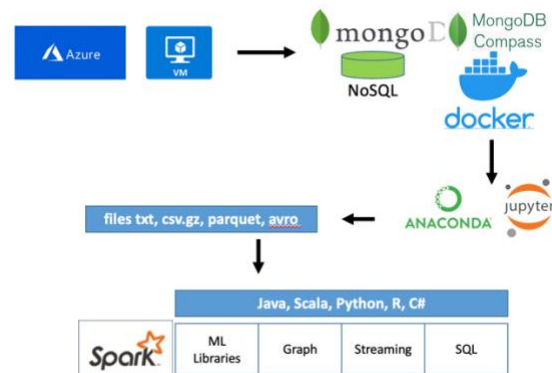 Azure
VM
mongoD
MongoDB
Compass
NoSQL
docker
ANACONDA
jupyter
files txt, csv.gz, parquet, avro
Java, Scala, Python, R, C#
Spark
ML
Libraries
Graph
Streaming
SQL